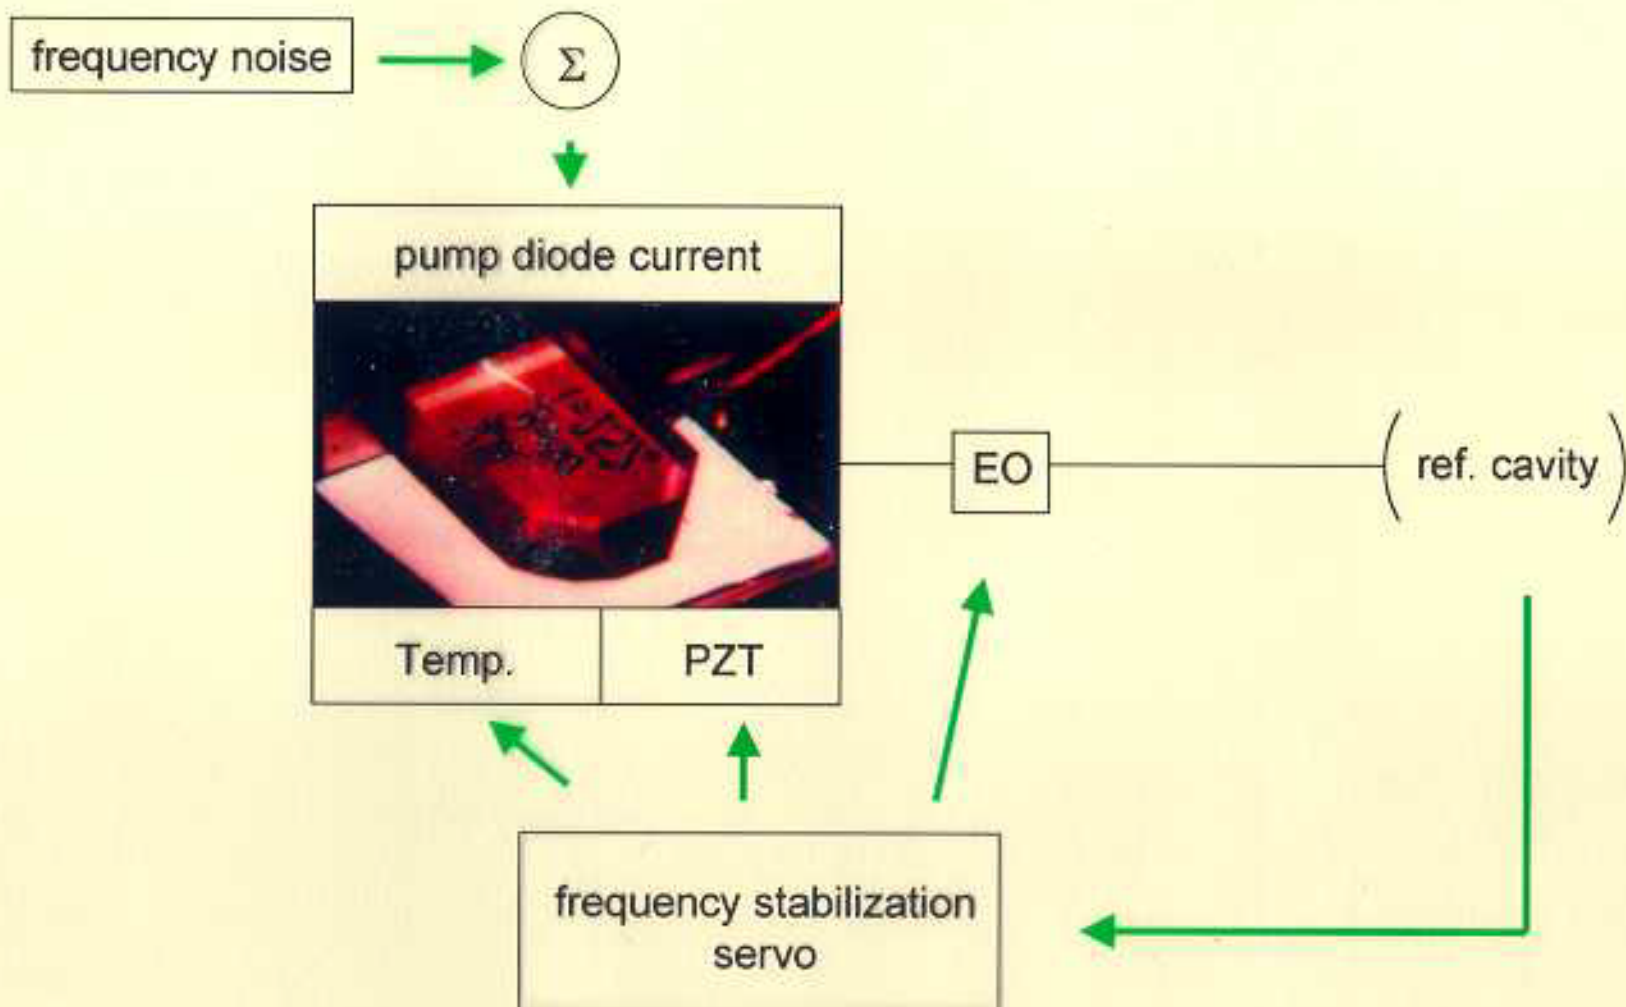 frequency noise
Σ
pump diode current
EO
ref. cavity
Temp.
PZT
frequency stabilization
servo